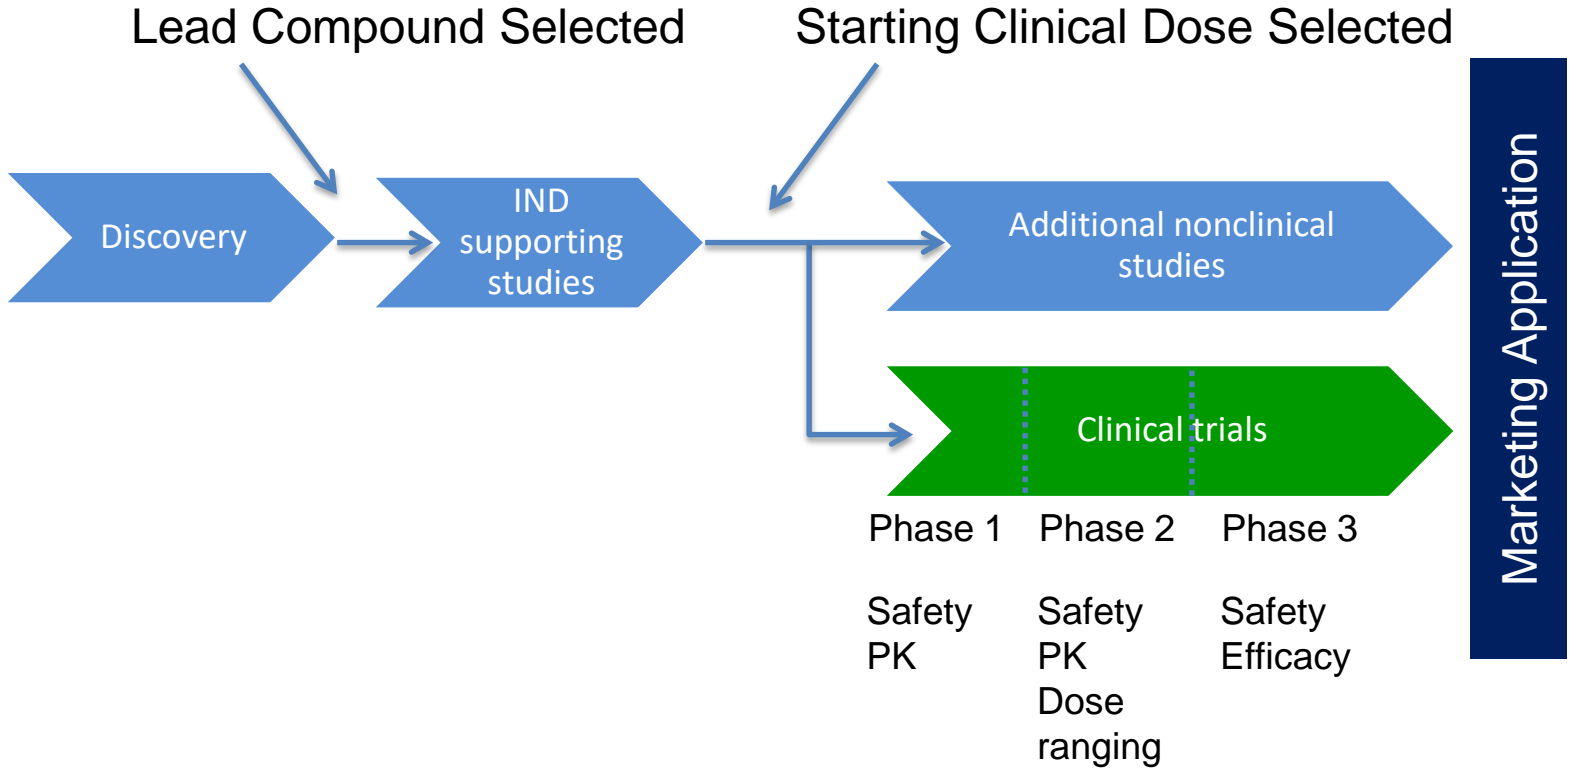 Lead Compound Selected
Starting Clinical Dose Selected
Discovery
IND
supporting
studies
Additional nonclinical
studies
Clinical trials
Marketing Application
Phase 1
Phase 2
Phase 3
Safety
PK
Safety
PK
Dose
ranging
Safety
Efficacy